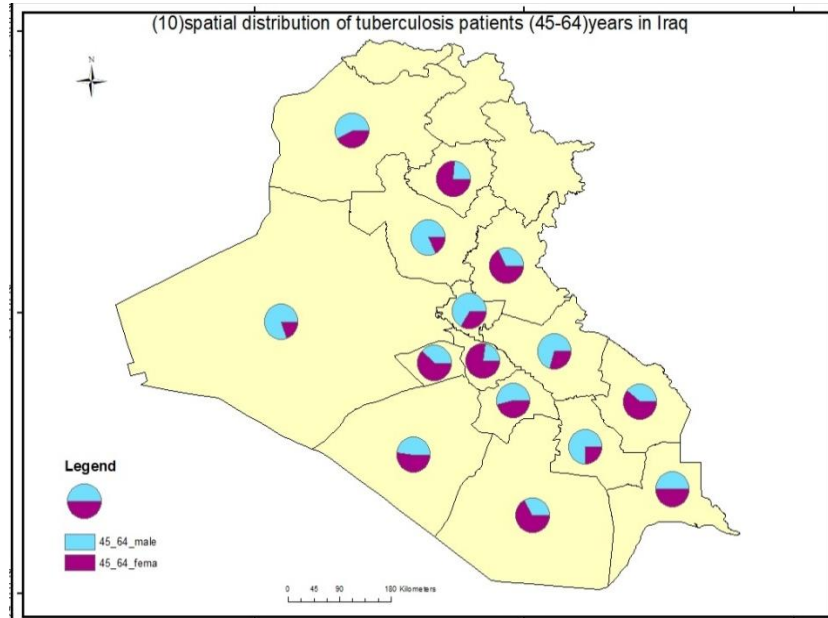 (10)spatial distribution of tuberculosis patients (45-64)years in Iraq
N
Legend
45_64_male
45_64_fema
0 45 90 180 Kilometers